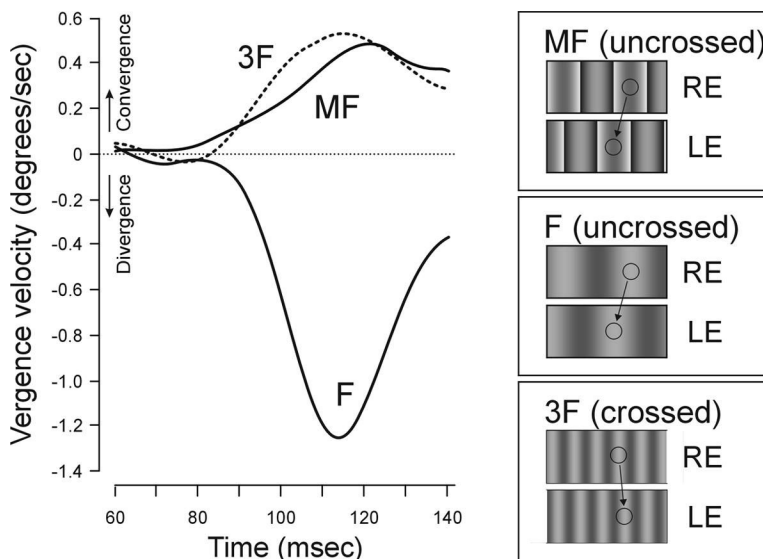 0.6
0.4
0.2
0
-0.2
-0.4
-0.6
-0.8
-1.0
-1.2
-1.4
Vergence velocity (degrees/sec)
Convergence
Divergence
3F
MF
F
60
80
100
120
140
Time (msec)
MF (uncrossed)
RE
LE
F (uncrossed)
RE
LE
3F (crossed)
RE
LE